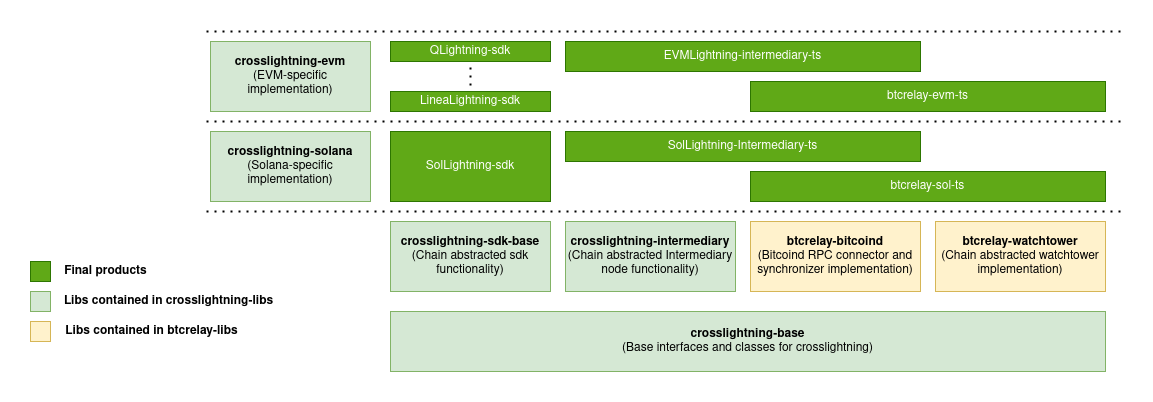 crosslightning-evm
(EVM-specific
implementation)
QLightning-sdk
LineaLightning-sdk
EVMLightning-intermediary-ts
btcrelay-evm-ts
crosslightning-solana
(Solana-specific
implementation)
SolLightning-sdk
SolLightning-Intermediary-ts
btcrelay-sol-ts
crosslightning-sdk-base
(Chain abstracted sdk
functionality)
crosslightning-intermediary
(Chain abstracted Intermediary
node functionality)
btcrelay-bitcoind
(Bitcoind RPC connector and
synchronizer implementation)
btcrelay-watchtower
(Chain abstracted watchtower
implementation)
Final products
Libs contained in crosslightning-libs
Libs contained in btcrelay-libs
crosslightning-base
(Base interfaces and classes for crosslightning)